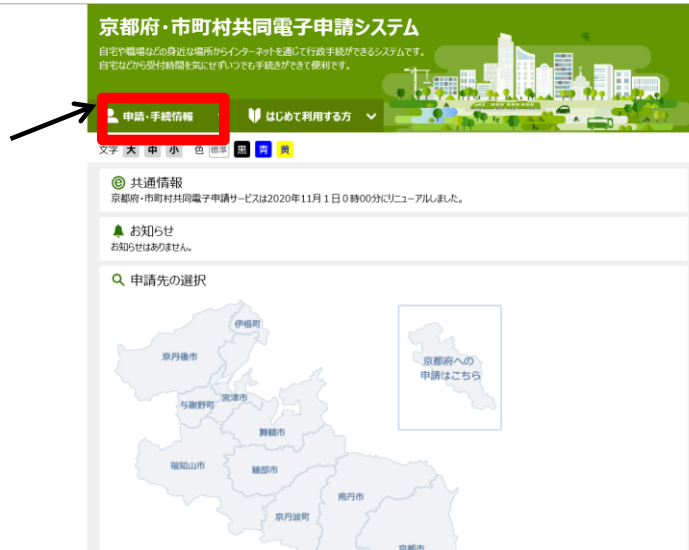 京都府・市町村共同電子申請システム
自宅や職場などの身近な場所からインターネットを通じて行政手続ができるシステムです。
自宅などから受付時間を気にせずいつでも手続きができて便利です。
申請・手続情報
はじめて利用する方
文字 大 中 小 色 標準 黒 青 黄
共通情報
京都府・市町村共同電子申請サービスは2020年11月1日0時00分にリニューアルしました。
お知らせ
お知らせはありません。
申請先の選択
伊根町
京丹後市
京都府への
申請はこちら
宮津市
与謝野町
舞鶴市
福知山市
綾部市
南丹市
京丹波町
京都市